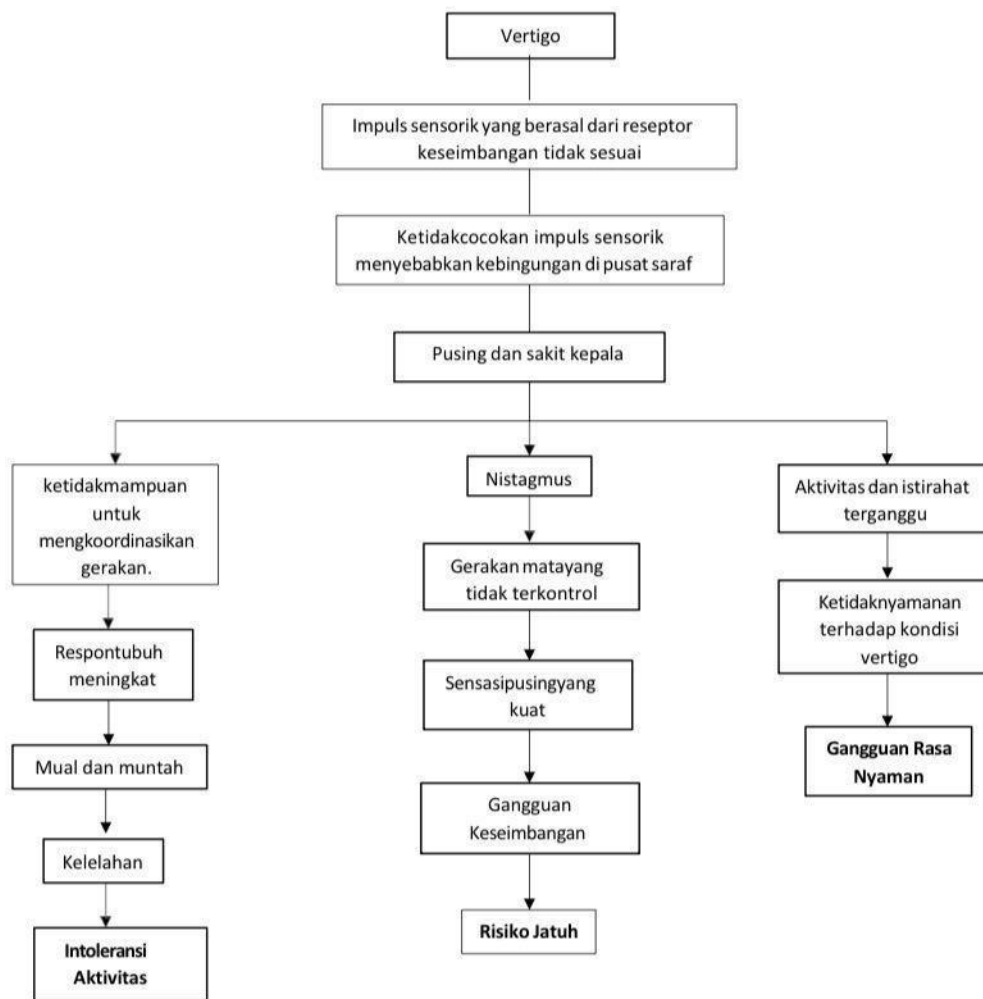 Vertigo
Impuls sensorik yang berasal dari reseptor
keseimbangan tidak sesuai
Ketidakcocokan impuls sensorik
menyebabkan kebingungan di pusat saraf
Pusing dan sakit kepala
ketidakmampuan
untuk
mengkoordinasikan
gerakan.
Respontubuh
meningkat
Mual dan muntah
Kelelahan
Intoleransi
Aktivitas
Nistagmus
Gerakan matayang
tidak terkontrol
Sensasipusingyang
kuat
Gangguan
Keseimbangan
Risiko Jatuh
Aktivitas dan istirahat
terganggu
Ketidaknyamanan
terhadap kondisi
vertigo
Gangguan Rasa
Nyaman